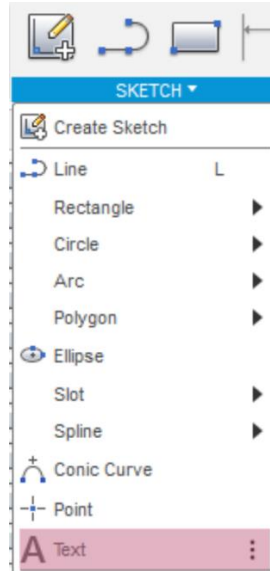 SKETCH
Create Sketch
Line L
Rectangle
Circle
Arc
Polygon
Ellipse
Slot
Spline
Conic Curve
Point
A Text